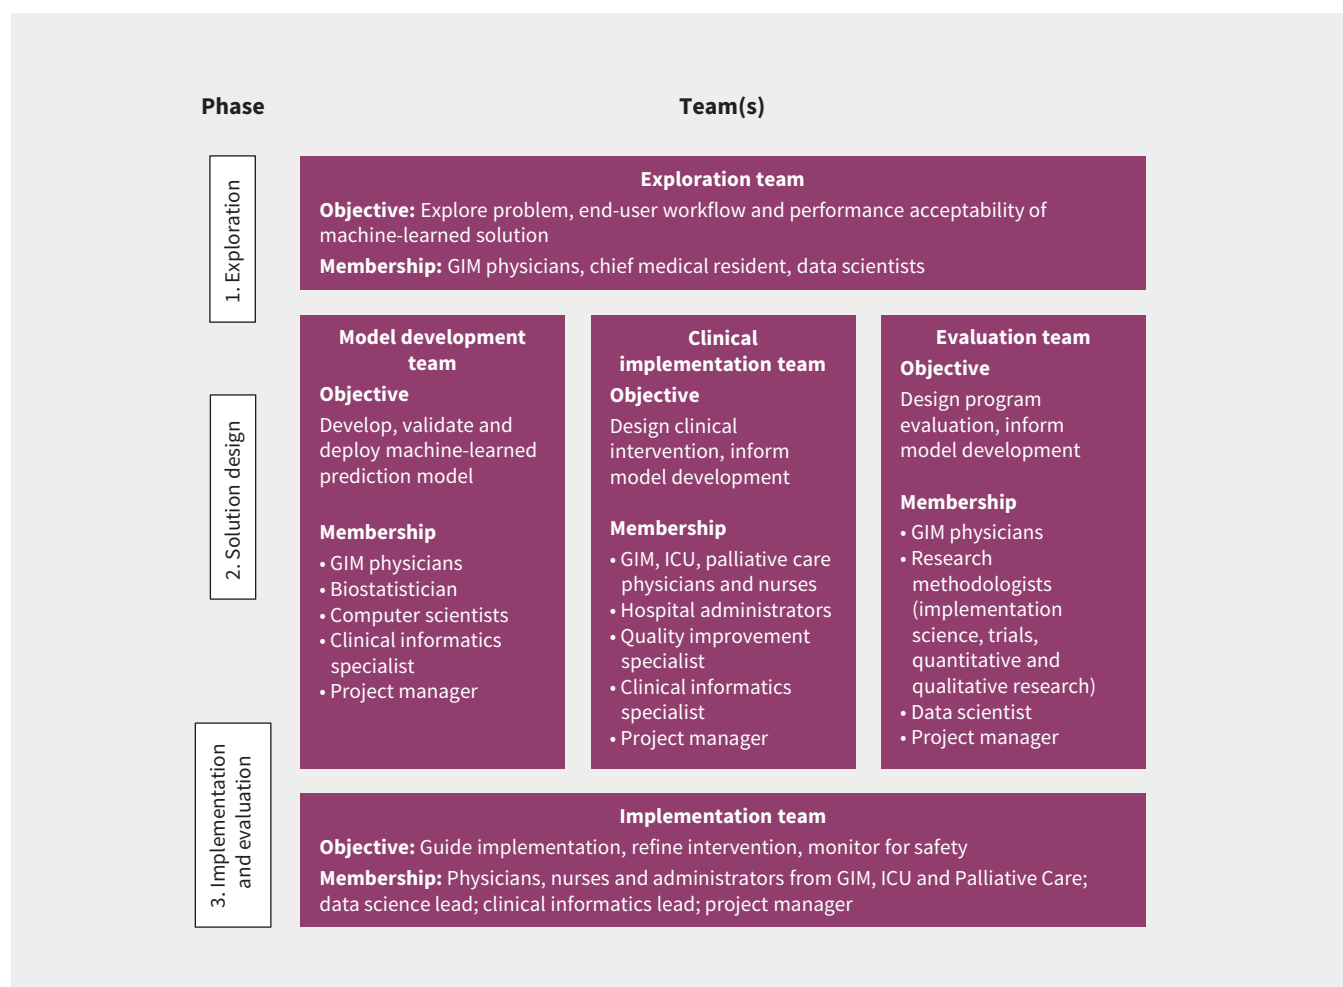 Phase
Team(s)
1. Exploration
Exploration team
Objective: Explore problem, end-user workflow and performance acceptability of
machine-learned solution
Membership: GIM physicians, chief medical resident, data scientists
2. Solution design
Model development
team
Objective
Develop, validate and
deploy machine-learned
prediction model
Membership
• GIM physicians
• Biostatistician
• Computer scientists
• Clinical informatics
specialist
• Project manager
Clinical
implementation team
Objective
Design clinical
intervention, inform
model development
Membership
• GIM, ICU, palliative care
physicians and nurses
• Hospital administrators
• Quality improvement
specialist
• Clinical informatics
specialist
• Project manager
Evaluation team
Objective
Design program
evaluation, inform
model development
Membership
• GIM physicians
• Research
methodologists
(implementation
science, trials,
quantitative and
qualitative research)
• Data scientist
• Project manager
3. Implementation
and evaluation
Implementation team
Objective: Guide implementation, refine intervention, monitor for safety
Membership: Physicians, nurses and administrators from GIM, ICU and Palliative Care;
data science lead; clinical informatics lead; project manager